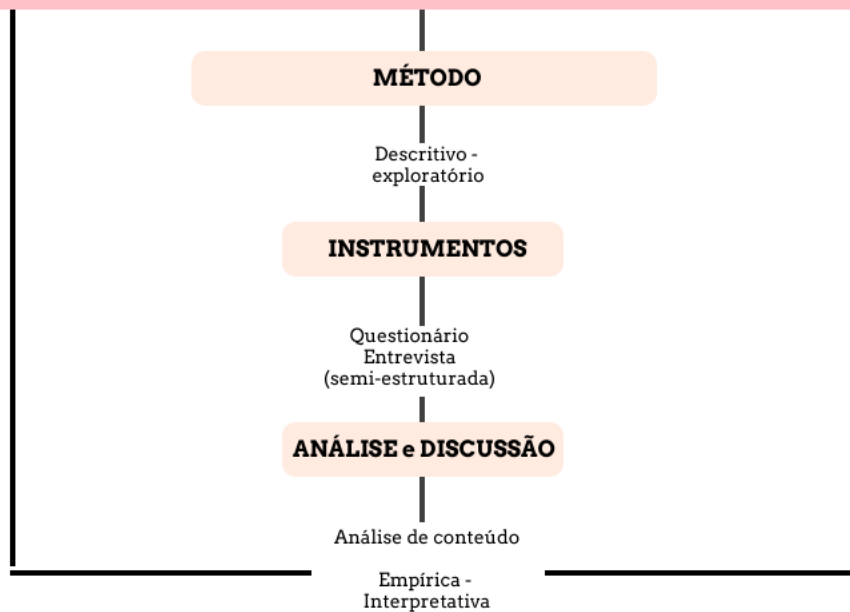 MÉTODO
Descritivo -
exploratório
INSTRUMENTOS
Questionário
Entrevista
(semi-estruturada)
ANÁLISE e DISCUSSÃO
Análise de conteúdo
Empírica -
Interpretativa